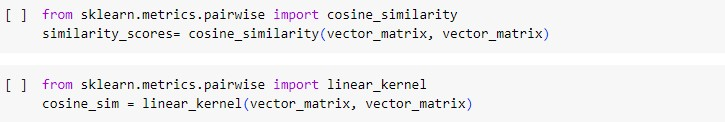 [ ] from sklearn.metrics.pairwise import cosine_similarity
similarity_scores= cosine_similarity(vector_matrix, vector_matrix)
[ ] from sklearn.metrics.pairwise import linear_kernel
cosine_sim = linear_kernel(vector_matrix, vector_matrix)